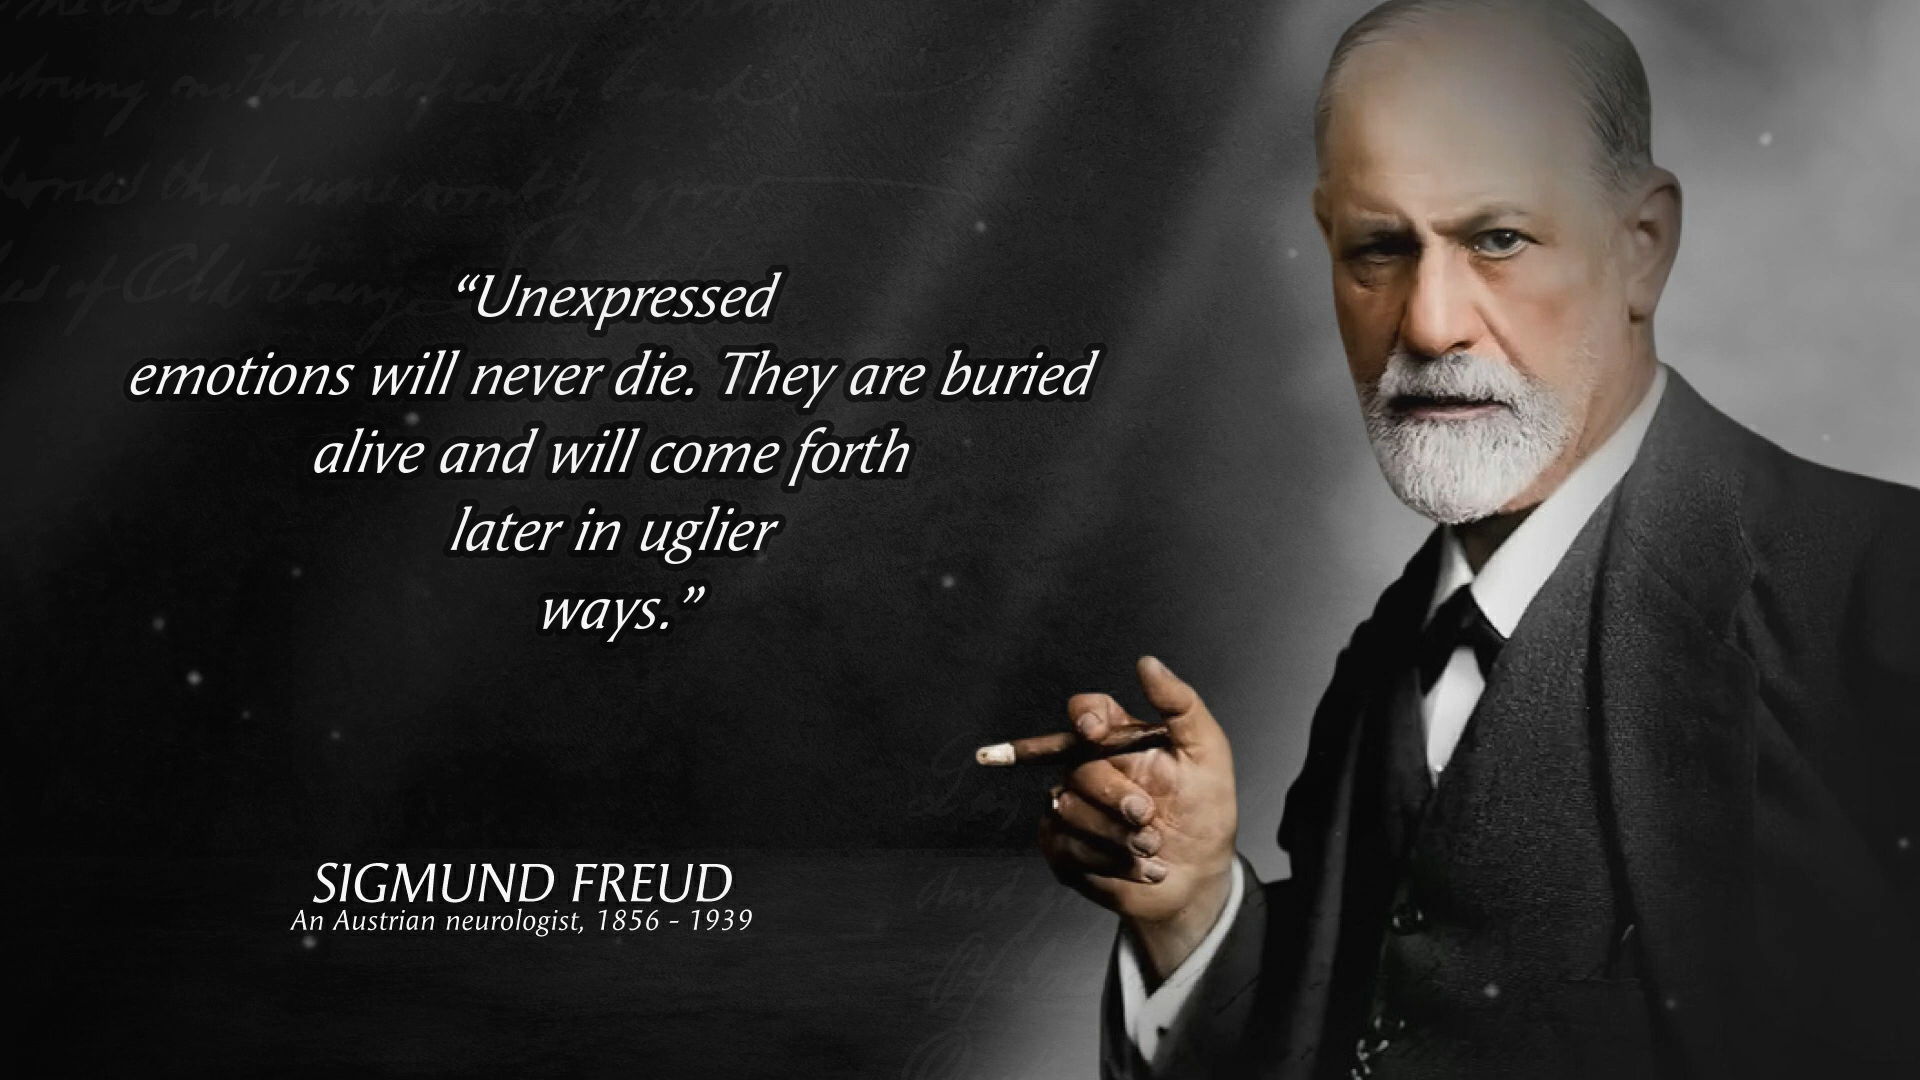 “Unexpressed
emotions will never die. They are buried
alive and will come forth
later in uglier
ways.”
SIGMUND FREUD
An Austrian neurologist, 1856 - 1939